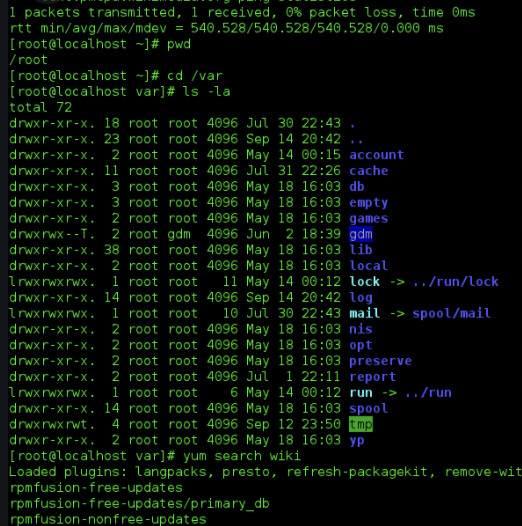 1 packets transmitted, 1 received, 0% packet loss, time 0ms
rtt min/avg/max/mdev = 540.528/540.528/540.528/0.000 ms
[root@localhost ~]# pwd
/root
[root@localhost ~]# cd /var
[root@localhost var]# ls -la
total 72
drwxr-xr-x. 18 root root 4096 Jul 30 22:43 .
drwxr-xr-x. 23 root root 4096 Sep 14 20:42 ..
drwxr-xr-x.  2 root root 4096 May 14 00:15 account
drwxr-xr-x. 11 root root 4096 Jul 31 22:26 cache
drwxr-xr-x.  3 root root 4096 May 18 16:03 db
drwxr-xr-x.  3 root root 4096 May 18 16:03 empty
drwxr-xr-x.  2 root root 4096 May 18 16:03 games
drwxrwx--T.  2 root gdm  4096 Jun  2 18:39 gdm
drwxr-xr-x. 38 root root 4096 May 18 16:03 lib
drwxr-xr-x.  2 root root 4096 May 18 16:03 local
lrwxrwxrwx.  1 root root   11 May 14 00:12 lock -> ../run/lock
drwxr-xr-x. 14 root root 4096 Sep 14 20:42 log
lrwxrwxrwx.  1 root root   10 Jul 30 22:43 mail -> spool/mail
drwxr-xr-x.  2 root root 4096 May 18 16:03 nis
drwxr-xr-x.  2 root root 4096 May 18 16:03 opt
drwxr-xr-x.  2 root root 4096 May 18 16:03 preserve
drwxr-xr-x.  2 root root 4096 Jul  1 22:11 report
lrwxrwxrwx.  1 root root    6 May 14 00:12 run -> ../run
drwxr-xr-x. 14 root root 4096 May 18 16:03 spool
drwxrwxrwt.  4 root root 4096 Sep 12 23:50 tmp
drwxr-xr-x.  2 root root 4096 May 18 16:03 yp
[root@localhost var]# yum search wiki
Loaded plugins: langpacks, presto, refresh-packagekit, remove-wit
rpmfusion-free-updates
rpmfusion-free-updates/primary_db
rpmfusion-nonfree-updates